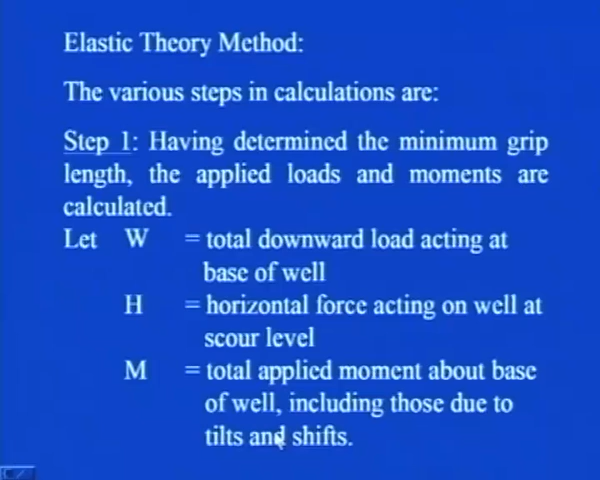 Elastic Theory Method:
The various steps in calculations are:
Step 1: Having determined the minimum grip
length, the applied loads and moments are
calculated.
Let W = total downward load acting at
base of well
H = horizontal force acting on well at
scour level
M = total applied moment about base
of well, including those due to
tilts and shifts.